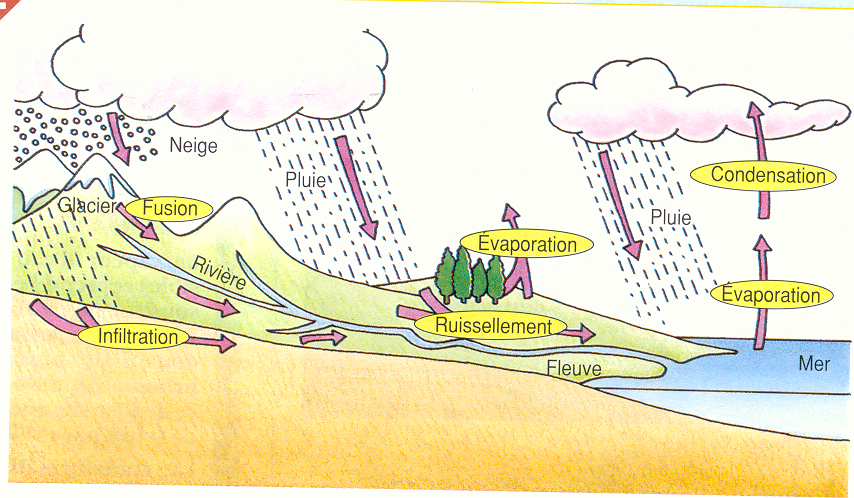 Neige
Pluie
Glacier
Fusion
Condensation
Pluie
Évaporation
Rivière
Évaporation
Infiltration
Ruissellement
Fleuve
Mer